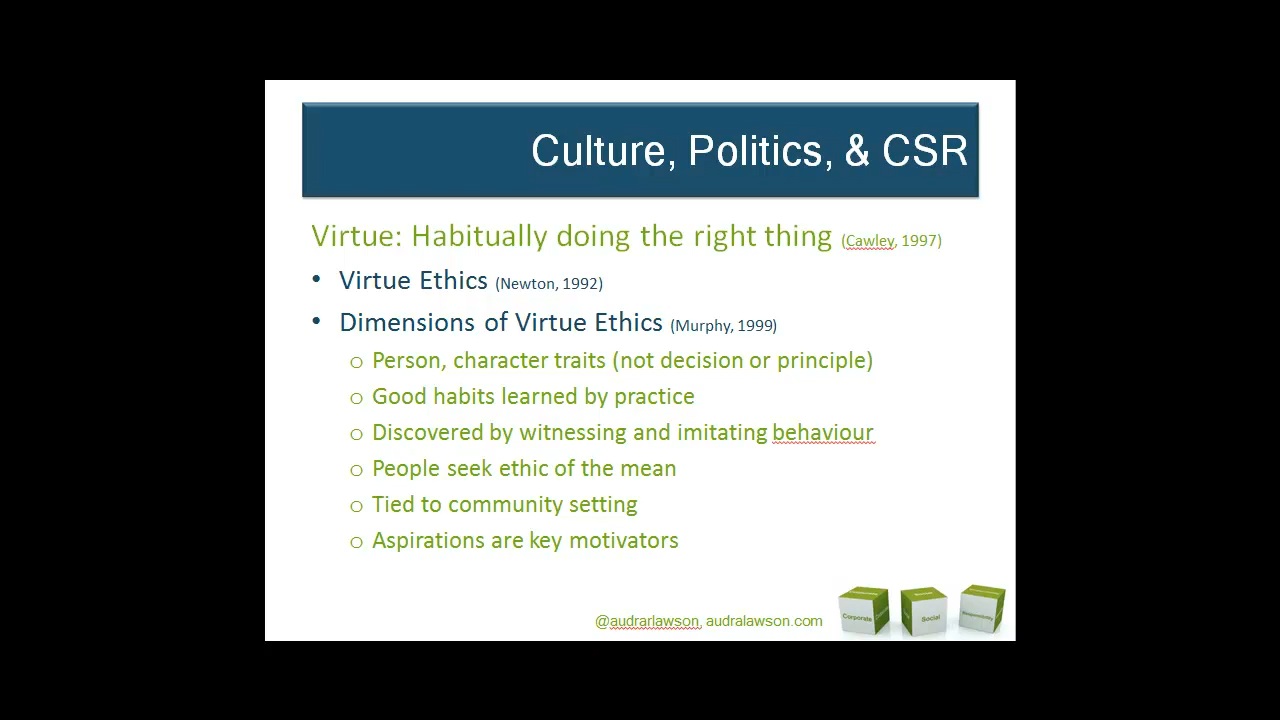 Culture, Politics, & CSR
Virtue: Habitually doing the right thing (Cawley, 1997)
• Virtue Ethics (Newton, 1992)
• Dimensions of Virtue Ethics (Murphy, 1999)
o Person, character traits (not decision or principle)
o Good habits learned by practice
o Discovered by witnessing and imitating behaviour
o People seek ethic of the mean
o Tied to community setting
o Aspirations are key motivators
@audrarlawson, audralawson.com
Corporate Social Responsibility